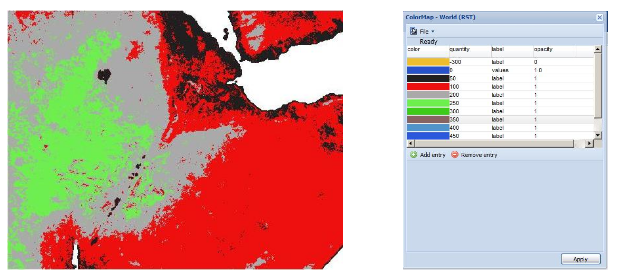 ColorMap - World (RST)
File
Ready
color quantity label opacity
-300 label 0
0 values 1.0
50 label 1
100 label 1
200 label 1
250 label 1
300 label 1
350 label 1
400 label 1
450 label 1
Add entry Remove entry
Apply